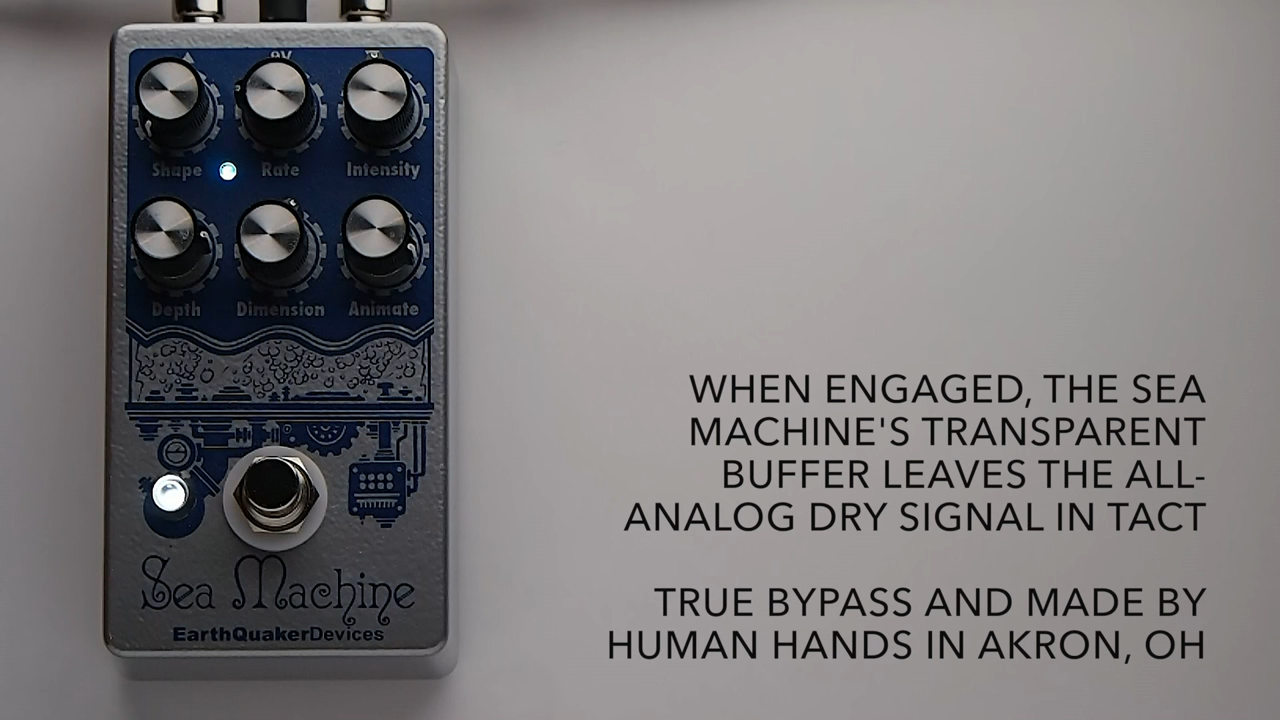 9V
Shape Rate Intensity
Depth Dimension Animate
Sea Machine
EarthQuakerDevices
WHEN ENGAGED, THE SEA
MACHINE'S TRANSPARENT
BUFFER LEAVES THE ALL-
ANALOG DRY SIGNAL IN TACT
TRUE BYPASS AND MADE BY
HUMAN HANDS IN AKRON, OH